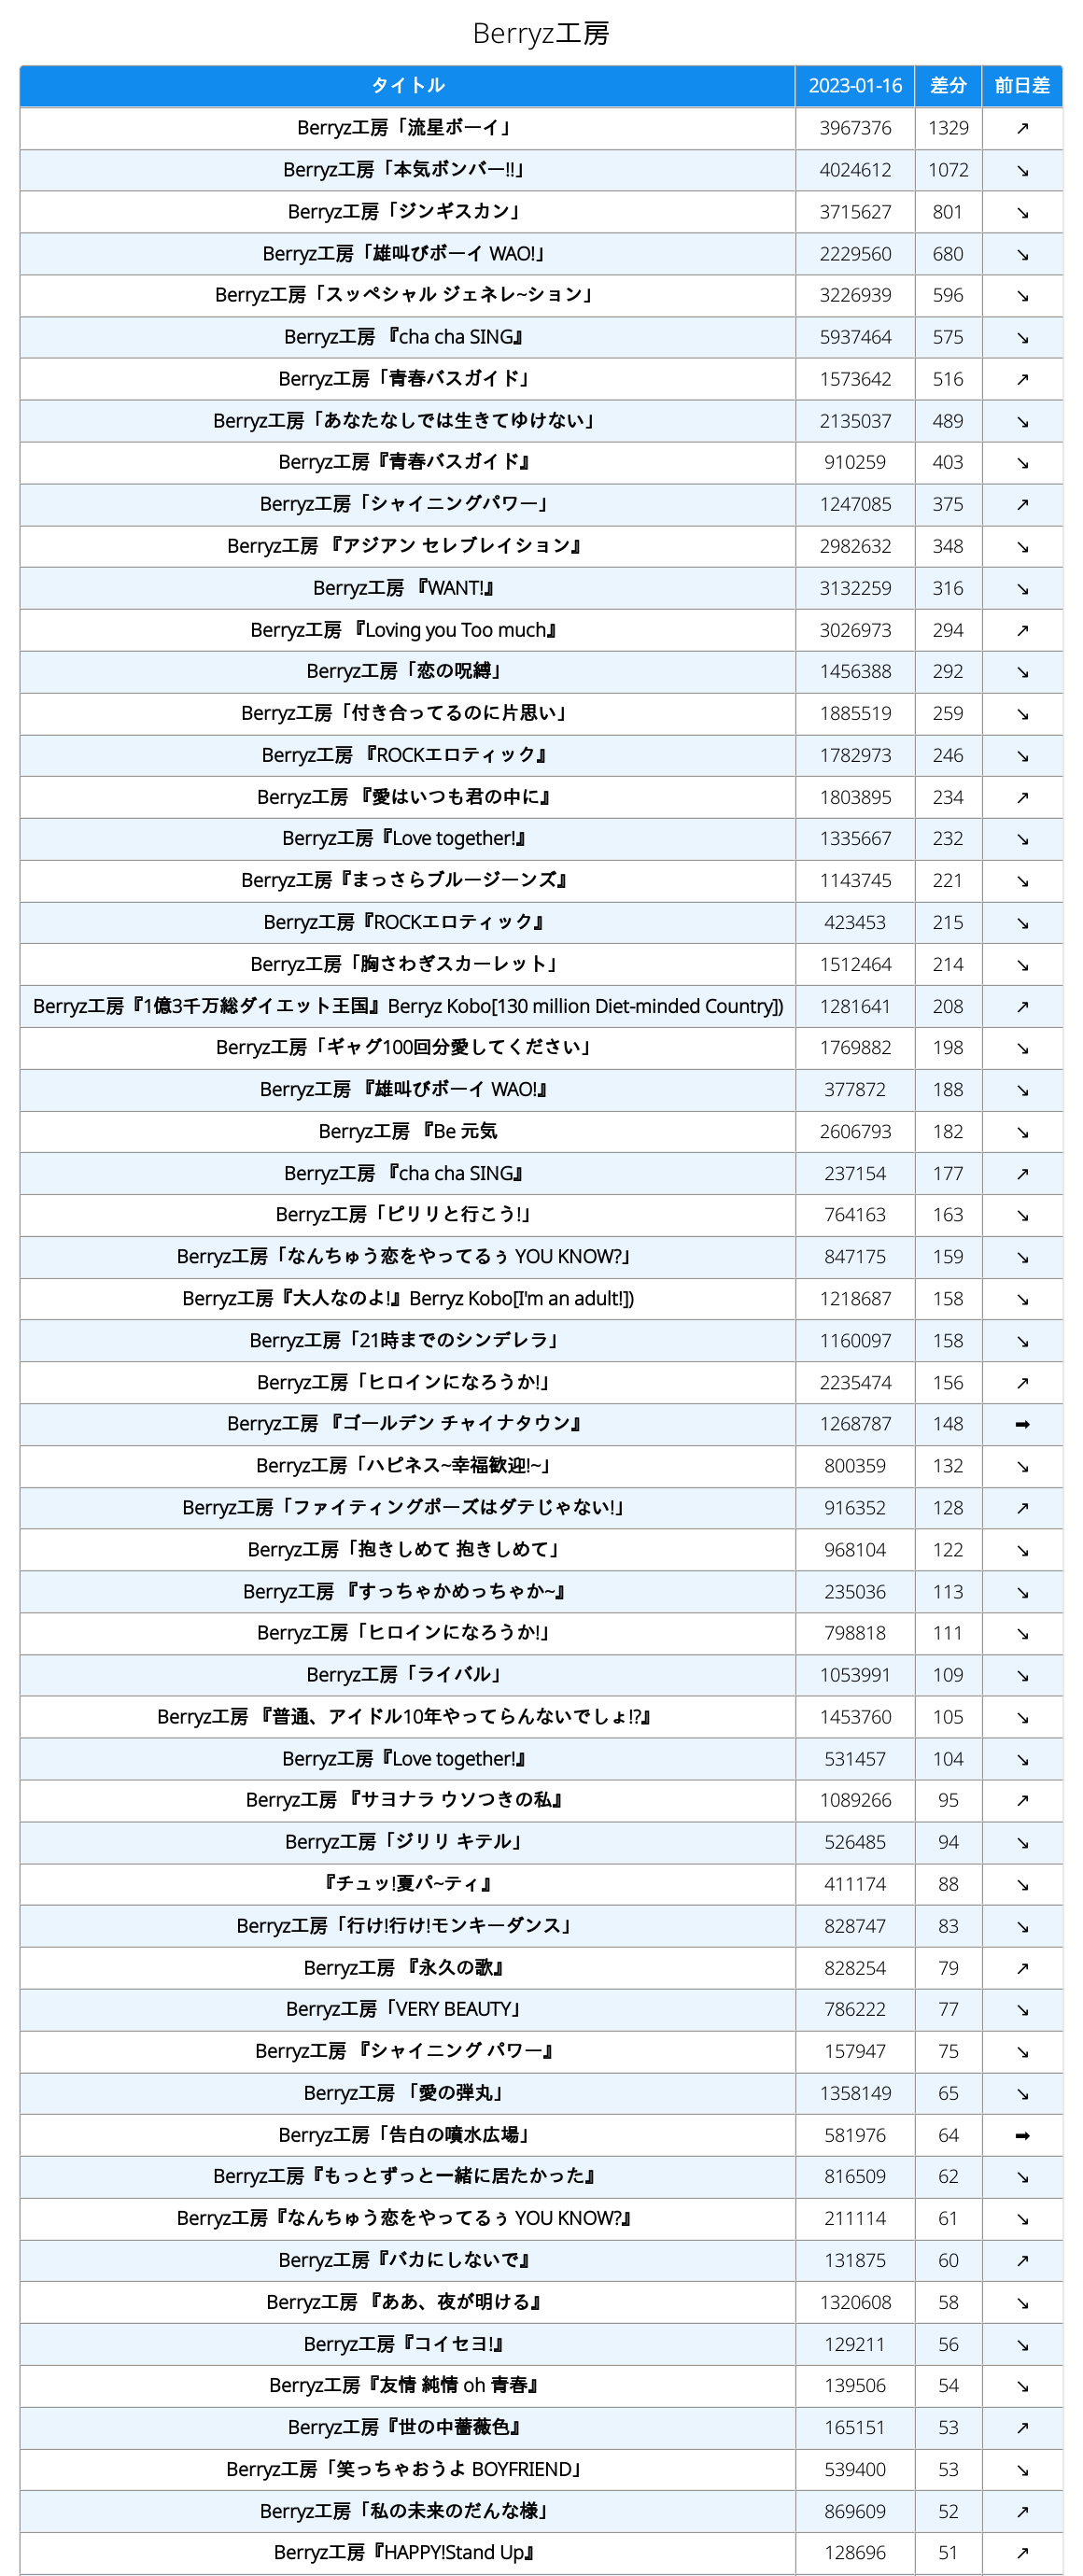 Berryz工房
タイトル 2023-01-16 差分 前日差
Berryz工房「流星ボーイ」 3967376 1329 ↗
Berryz工房「本気ボンバー!!」 4024612 1072 ↘
Berryz工房「ジンギスカン」 3715627 801 ↘
Berryz工房「雄叫びボーイ WAO!」 2229560 680 ↘
Berryz工房「スッペシャル ジェネレ~ション」 3226939 596 ↘
Berryz工房 『cha cha SING』 5937464 575 ↘
Berryz工房「青春バスガイド」 1573642 516 ↗
Berryz工房「あなたなしでは生きてゆけない」 2135037 489 ↘
Berryz工房『青春バスガイド』 910259 403 ↘
Berryz工房「シャイニングパワー」 1247085 375 ↗
Berryz工房 『アジアン セレブレイション』 2982632 348 ↘
Berryz工房 『WANT!』 3132259 316 ↘
Berryz工房 『Loving you Too much』 3026973 294 ↗
Berryz工房「恋の呪縛」 1456388 292 ↘
Berryz工房「付き合ってるのに片思い」 1885519 259 ↘
Berryz工房 『ROCKエロティック』 1782973 246 ↘
Berryz工房 『愛はいつも君の中に』 1803895 234 ↗
Berryz工房『Love together!』 1335667 232 ↘
Berryz工房『まっさらブルージーンズ』 1143745 221 ↘
Berryz工房『ROCKエロティック』 423453 215 ↘
Berryz工房「胸さわぎスカーレット」 1512464 214 ↘
Berryz工房『1億3千万総ダイエット王国』Berryz Kobo[130 million Diet-minded Country]) 1281641 208 ↗
Berryz工房「ギャグ100回分愛してください」 1769882 198 ↘
Berryz工房 『雄叫びボーイ WAO!』 377872 188 ↘
Berryz工房 『Be 元気 2606793 182 ↘
Berryz工房 『cha cha SING』 237154 177 ↗
Berryz工房「ピリリと行こう!」 764163 163 ↘
Berryz工房「なんちゅう恋をやってるぅ YOU KNOW?」 847175 159 ↘
Berryz工房『大人なのよ!』Berryz Kobo[I'm an adult!]) 1218687 158 ↘
Berryz工房「21時までのシンデレラ」 1160097 158 ↘
Berryz工房「ヒロインになろうか!」 2235474 156 ↗
Berryz工房 『ゴールデン チャイナタウン』 1268787 148 ➡
Berryz工房「ハピネス~幸福歓迎!~」 800359 132 ↘
Berryz工房「ファイティングポーズはダテじゃない!」 916352 128 ↗
Berryz工房「抱きしめて 抱きしめて」 968104 122 ↘
Berryz工房 『すっちゃかめっちゃか~』 235036 113 ↘
Berryz工房「ヒロインになろうか!」 798818 111 ↘
Berryz工房「ライバル」 1053991 109 ↘
Berryz工房 『普通、アイドル10年やってらんないでしょ!?』 1453760 105 ↘
Berryz工房『Love together!』 531457 104 ↘
Berryz工房 『サヨナラ ウソつきの私』 1089266 95 ↗
Berryz工房「ジリリ キテル」 526485 94 ↘
『チュッ!夏パ~ティ』 411174 88 ↘
Berryz工房「行け!行け!モンキーダンス」 828747 83 ↘
Berryz工房 『永久の歌』 828254 79 ↗
Berryz工房「VERY BEAUTY」 786222 77 ↘
Berryz工房 『シャイニング パワー』 157947 75 ↘
Berryz工房 「愛の弾丸」 1358149 65 ↘
Berryz工房「告白の噴水広場」 581976 64 ➡
Berryz工房『もっとずっと一緒に居たかった』 816509 62 ↘
Berryz工房『なんちゅう恋をやってるぅ YOU KNOW?』 211114 61 ↘
Berryz工房『バカにしないで』 131875 60 ↗
Berryz工房 『ああ、夜が明ける』 1320608 58 ↘
Berryz工房『コイセヨ!』 129211 56 ↘
Berryz工房『友情 純情 oh 青春』 139506 54 ↘
Berryz工房『世の中薔薇色』 165151 53 ↗
Berryz工房「笑っちゃおうよ BOYFRIEND」 539400 53 ↘
Berryz工房「私の未来のだんな様」 869609 52 ↗
Berryz工房『HAPPY!Stand Up』 128696 51 ↗